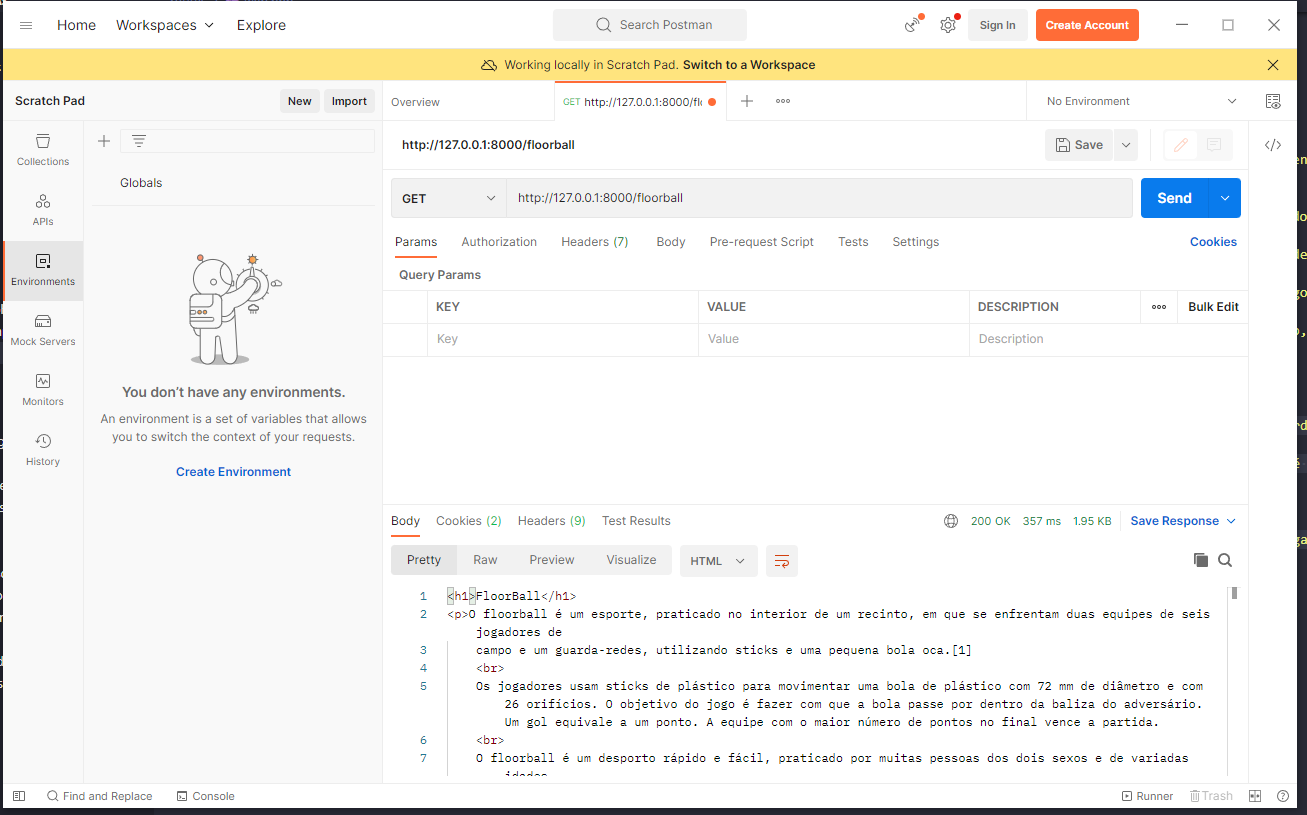 Home Workspaces Explore Search Postman Sign In Create Account
Working locally in Scratch Pad. Switch to a Workspace
Scratch Pad New Import Overview GET http://127.0.0.1:8000/fl No Environment
Collections
APIs
Environments
Mock Servers
Monitors
History
Globals
You don’t have any environments.
An environment is a set of variables that allows
you to switch the context of your requests.
Create Environment
http://127.0.0.1:8000/floorball Save
GET http://127.0.0.1:8000/floorball Send
Params Authorization Headers (7) Body Pre-request Script Tests Settings Cookies
Query Params
KEY VALUE DESCRIPTION Bulk Edit
Key Value Description
Body Cookies (2) Headers (9) Test Results 200 OK 357 ms 1.95 KB Save Response
Pretty Raw Preview Visualize HTML
1 <h1>FloorBall</h1>
2 <p>O floorball é um esporte, praticado no interior de um recinto, em que se enfrentam duas equipes de seis
jogadores de
3 campo e um guarda-redes, utilizando sticks e uma pequena bola oca.[1]
4 <br>
5 Os jogadores usam sticks de plástico para movimentar uma bola de plástico com 72 mm de diâmetro e com
26 orifícios. O objetivo do jogo é fazer com que a bola passe por dentro da baliza do adversário.
Um gol equivale a um ponto. A equipe com o maior número de pontos no final vence a partida.
6 <br>
7 O floorball é um desporto rápido e fácil, praticado por muitas pessoas dos dois sexos e de variadas
idades
Find and Replace Console Runner Trash